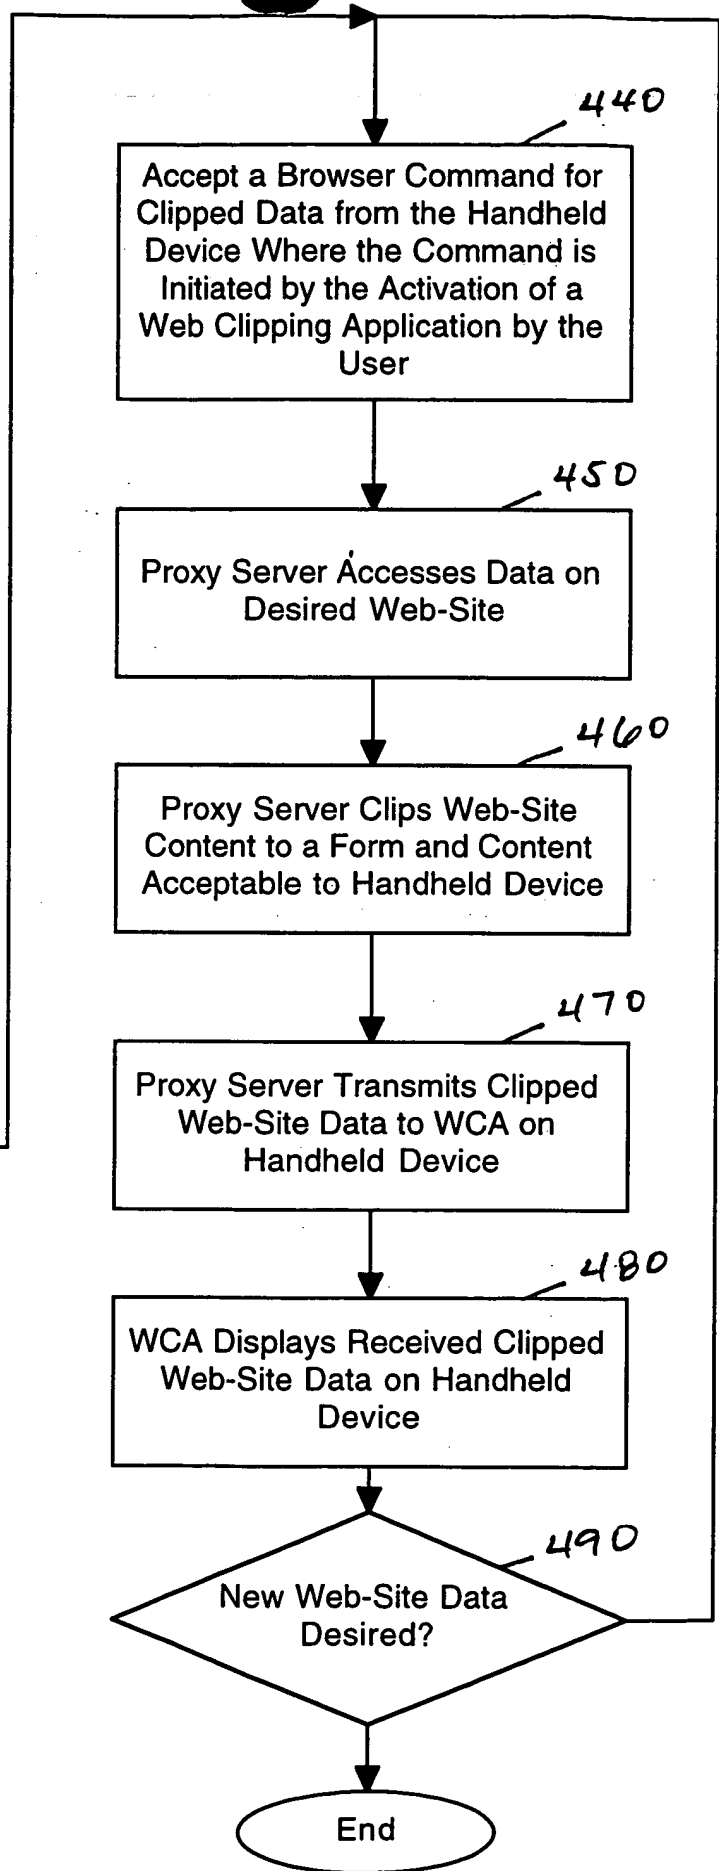 440
Accept a Browser Command for
Clipped Data from the Handheld
Device Where the Command is
Initiated by the Activation of a
Web Clipping Application by the
User
450
Proxy Server Accesses Data on
Desired Web-Site
460
Proxy Server Clips Web-Site
Content to a Form and Content
Acceptable to Handheld Device
470
Proxy Server Transmits Clipped
Web-Site Data to WCA on
Handheld Device
480
WCA Displays Received Clipped
Web-Site Data on Handheld
Device
490
New Web-Site Data
Desired?
End